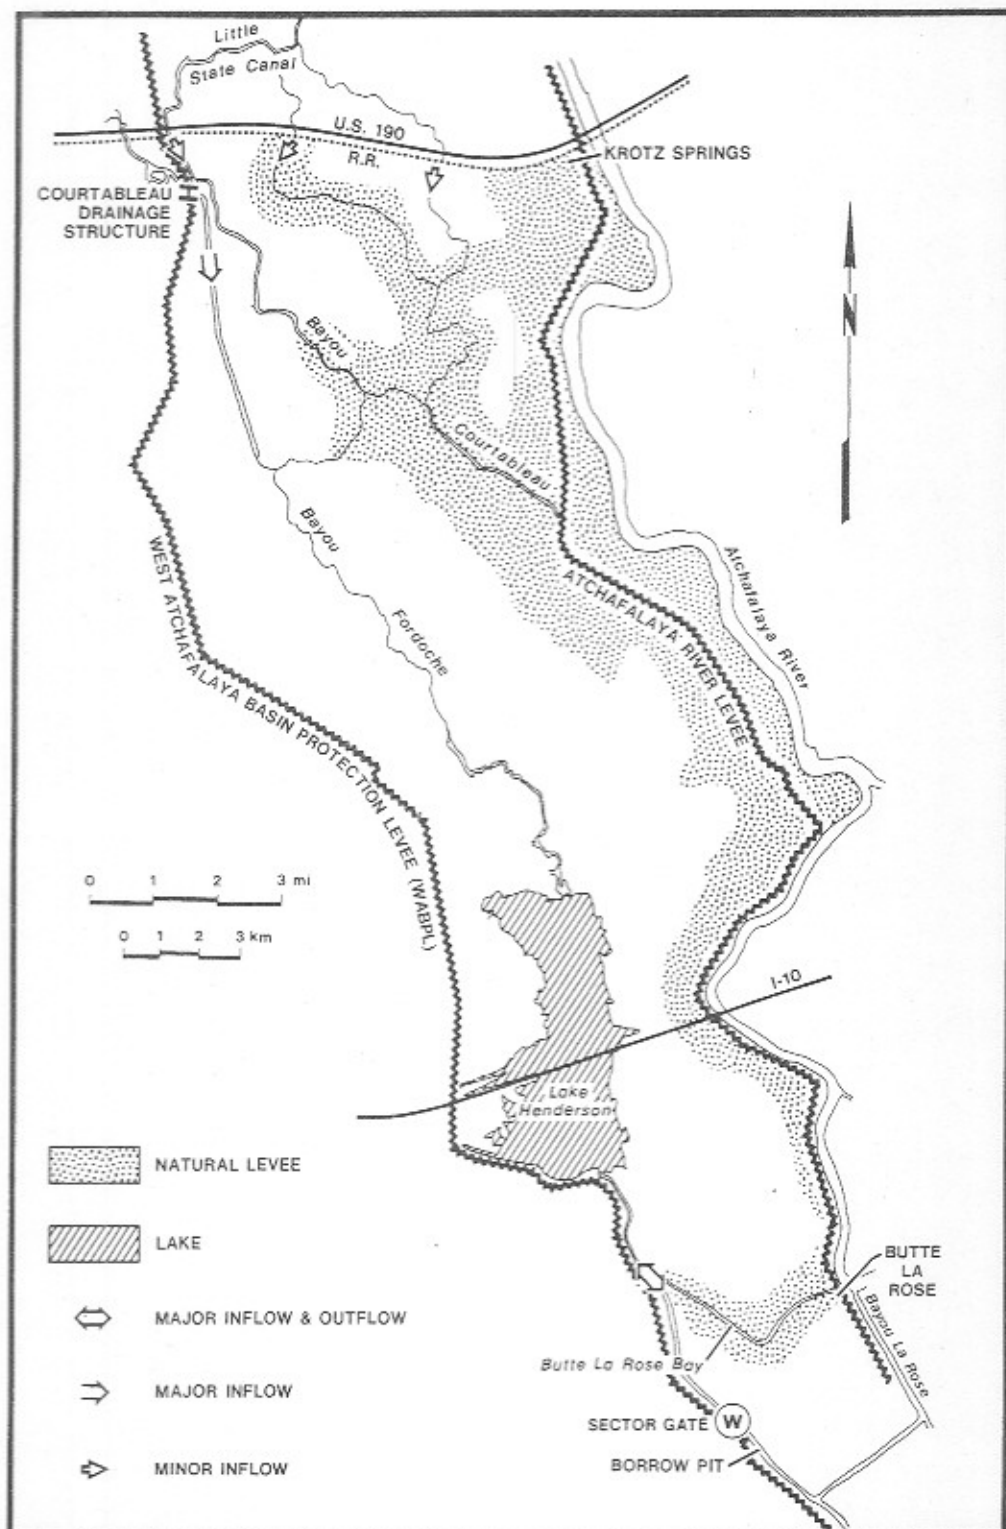 Little
State Canal
U.S. 190
R.R.
KROTZ SPRINGS
COURTABLEAU
DRAINAGE
STRUCTURE
N
Bayou
Courtableau
Bayou
Fordoche
Atchafalaya River
ATCHAFALAYA RIVER LEVEE
WEST ATCHAFALAYA BASIN PROTECTION LEVEE (WABPL)
0 1 2 3 mi
0 1 2 3 km
I-10
Lake
Henderson
NATURAL LEVEE
LAKE
MAJOR INFLOW & OUTFLOW
MAJOR INFLOW
MINOR INFLOW
BUTTE
LA
ROSE
Bayou La Rose
Butte La Rose Bay
SECTOR GATE
W
BORROW PIT